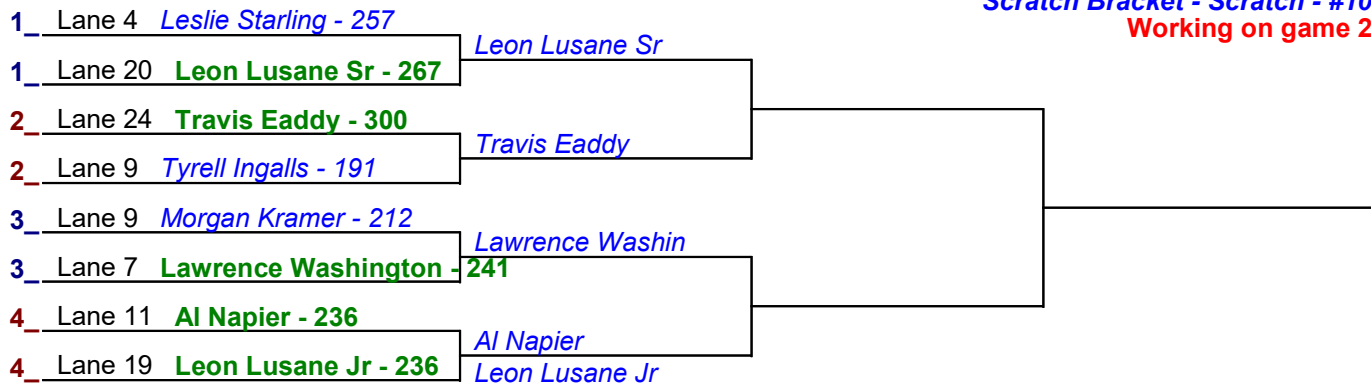 Scratch Bracket - Scratch - #10
Working on game 2
1_ Lane 4 Leslie Starling - 257
Leon Lusane Sr
1_ Lane 20 Leon Lusane Sr - 267
2_ Lane 24 Travis Eaddy - 300
Travis Eaddy
2_ Lane 9 Tyrell Ingalls - 191
3_ Lane 9 Morgan Kramer - 212
Lawrence Washin
3_ Lane 7 Lawrence Washington - 241
4_ Lane 11 Al Napier - 236
Al Napier
4_ Lane 19 Leon Lusane Jr - 236
Leon Lusane Jr